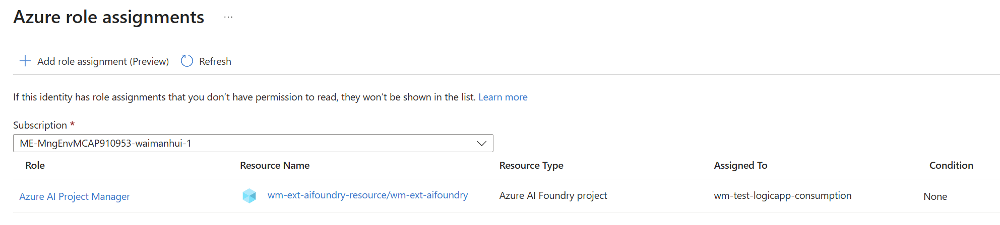 Azure role assignments ...
Add role assignment (Preview) Refresh
If this identity has role assignments that you don’t have permission to read, they won’t be shown in the list. Learn more
Subscription *
ME-MngEnvMCAP910953-waimanhui-1
Role Resource Name Resource Type Assigned To Condition
Azure AI Project Manager wm-ext-aifoundry-resource/wm-ext-aifoundry Azure AI Foundry project wm-test-logicapp-consumption None